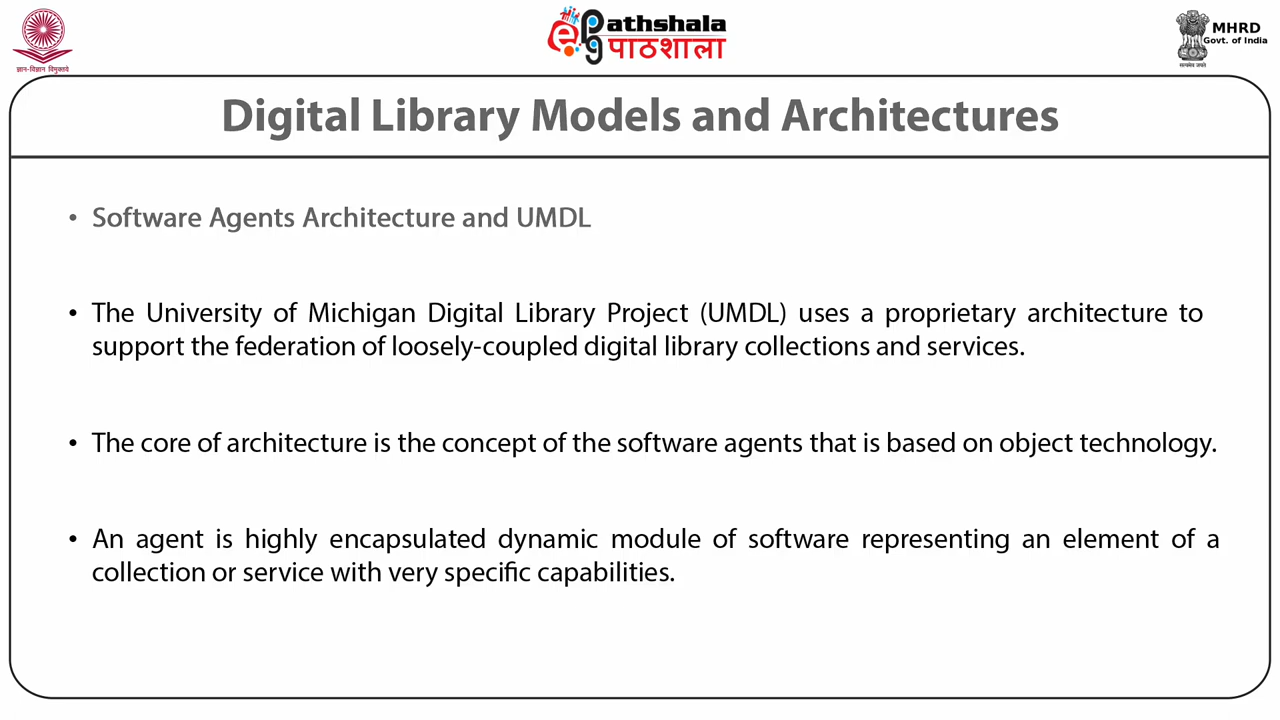 ज्ञान-विज्ञान विमुक्तये
ePathshala
पाठशाला
MHRD
Govt. of India
सत्यमेव जयते
Digital Library Models and Architectures
• Software Agents Architecture and UMDL
• The University of Michigan Digital Library Project (UMDL) uses a proprietary architecture to
support the federation of loosely-coupled digital library collections and services.
• The core of architecture is the concept of the software agents that is based on object technology.
• An agent is highly encapsulated dynamic module of software representing an element of a
collection or service with very specific capabilities.